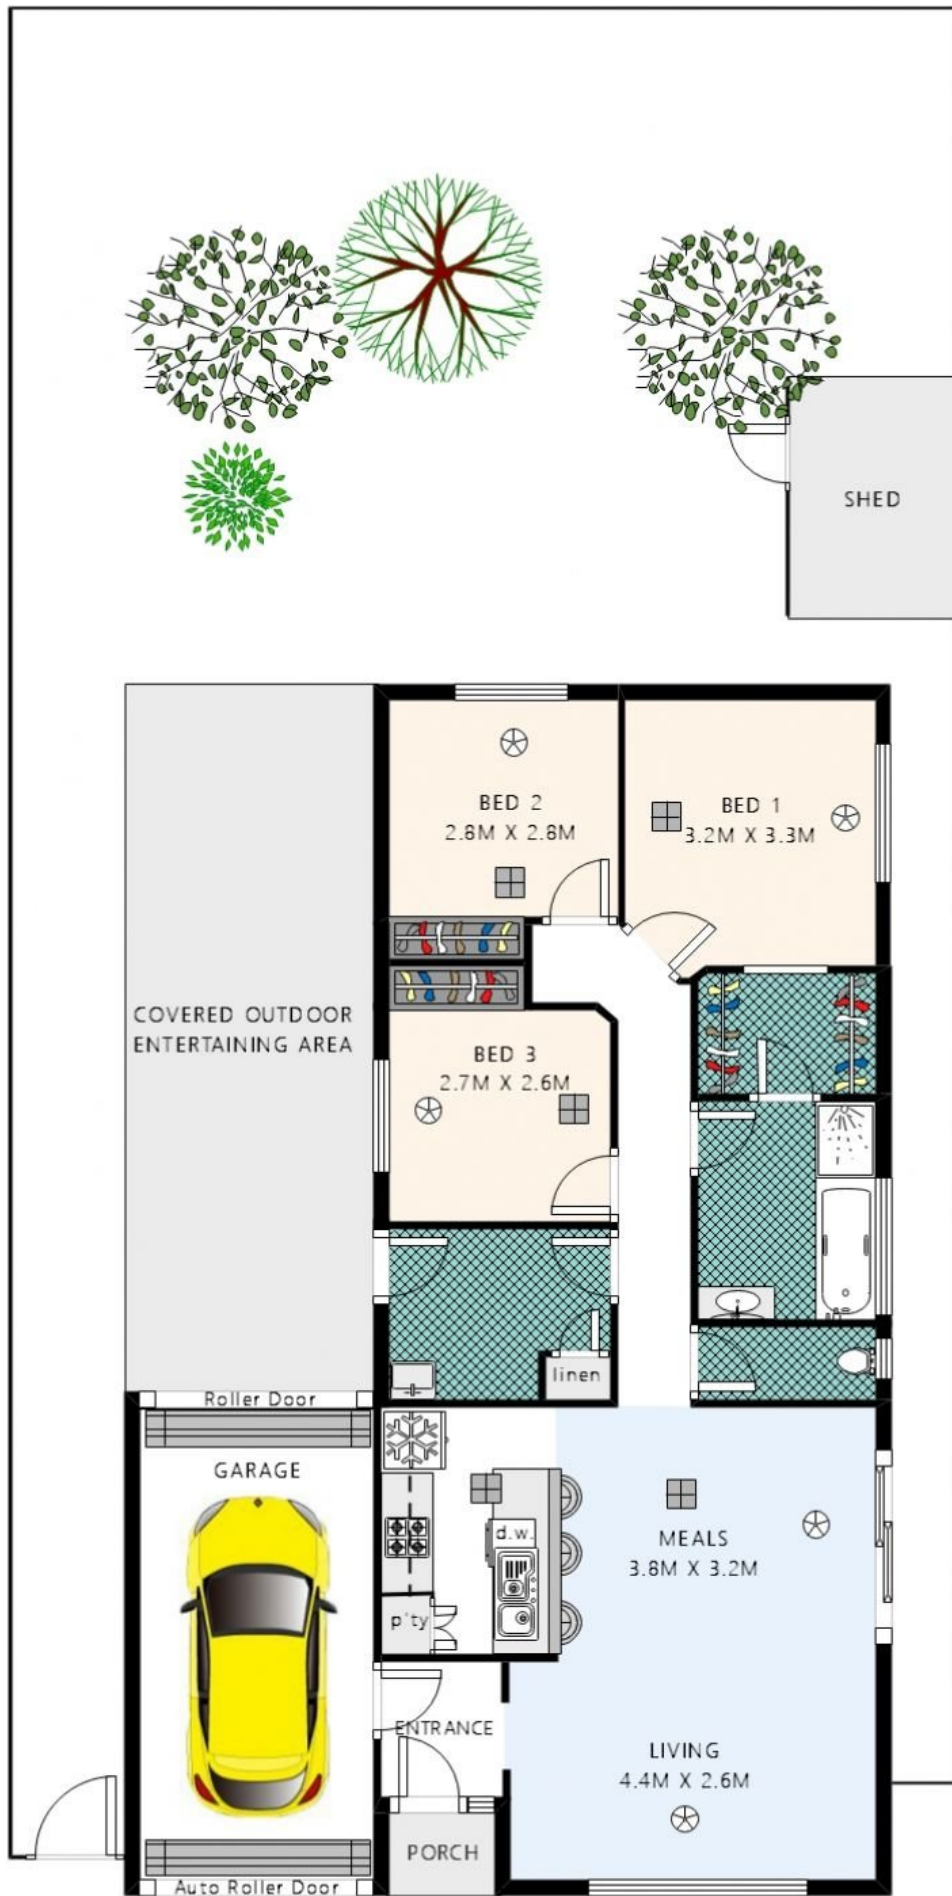 SHED
BED 2
2.8M X 2.8M
BED 1
3.2M X 3.3M
COVERED OUTDOOR
ENTERTAINING AREA
BED 3
2.7M X 2.6M
linen
Roller Door
GARAGE
d.w.
MEALS
3.8M X 3.2M
p'ty
ENTRANCE
LIVING
4.4M X 2.6M
PORCH
Auto Roller Door